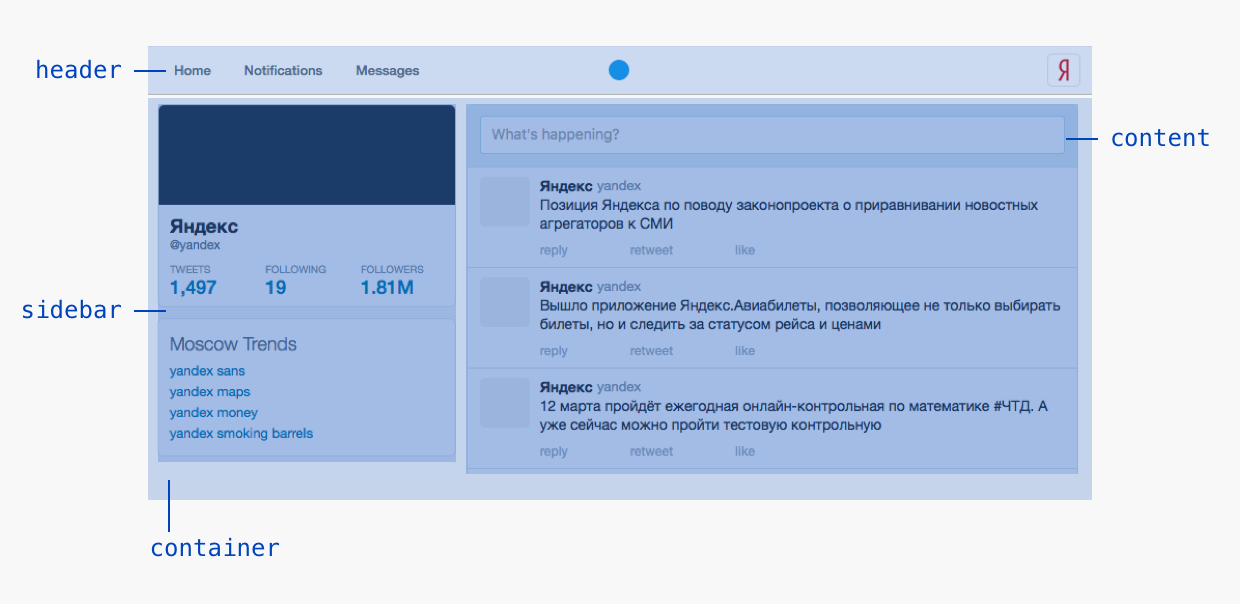 header
Home Notifications Messages
Я
content
sidebar
container
Яндекс
@yandex
TWEETS FOLLOWING FOLLOWERS
1,497 19 1.81M
Moscow Trends
yandex sans
yandex maps
yandex money
yandex smoking barrels
What's happening?
Яндекс yandex
Позиция Яндекса по поводу законопроекта о приравнивании новостных
агрегаторов к СМИ
reply retweet like
Яндекс yandex
Вышло приложение Яндекс.Авиабилеты, позволяющее не только выбирать
билеты, но и следить за статусом рейса и ценами
reply retweet like
Яндекс yandex
12 марта пройдёт ежегодная онлайн-контрольная по математике #ЧТД. А
уже сейчас можно пройти тестовую контрольную
reply retweet like